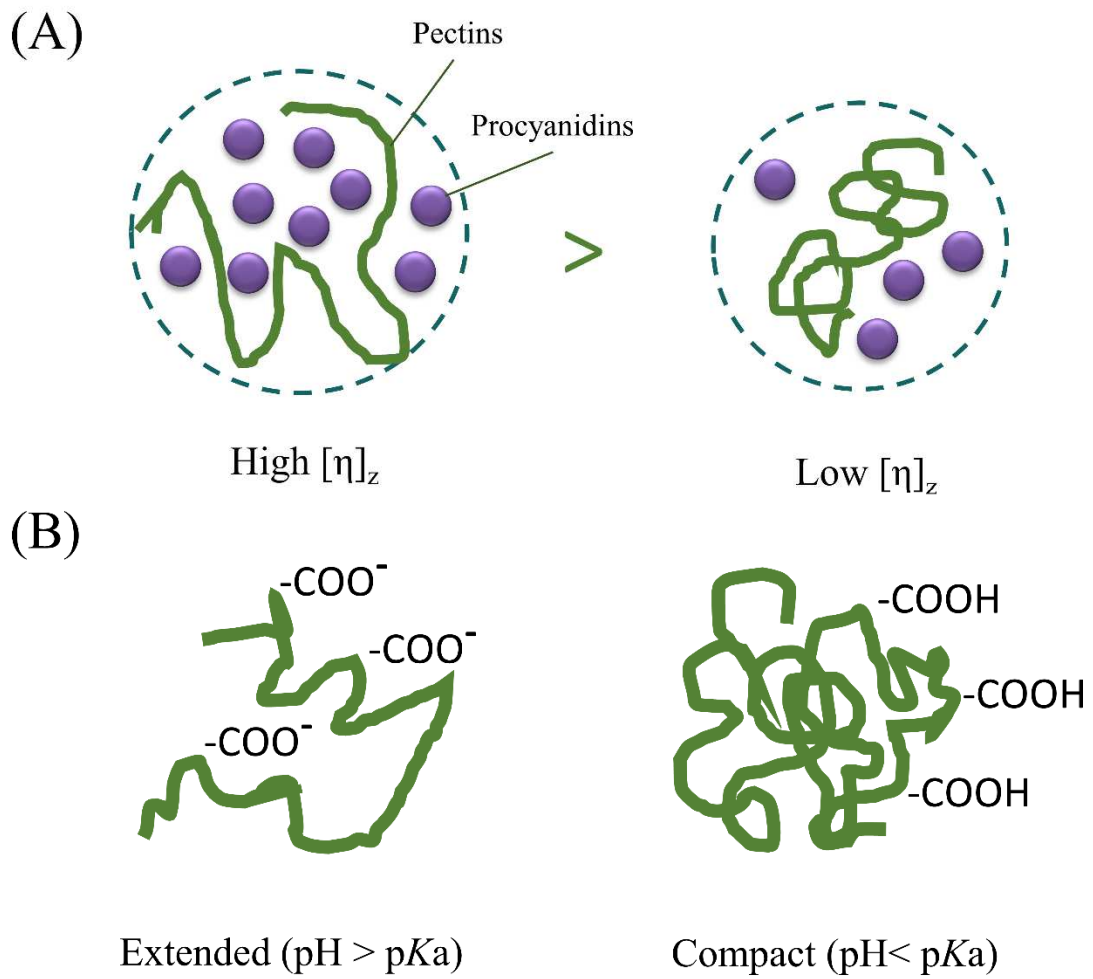 (A)
Pectins
Procyanidins
>
High [η]z
Low [η]z
(B)
-COO-
-COO-
-COO-
-COOH
-COOH
-COOH
Extended (pH > pKa)
Compact (pH< pKa)